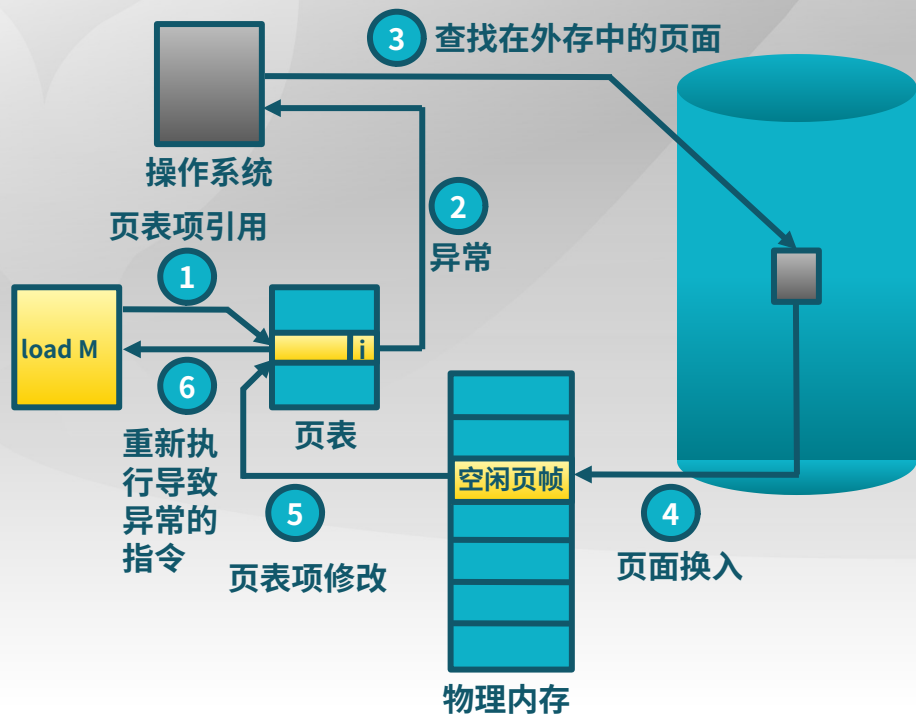 3 查找在外存中的页面
操作系统
2
异常
页表项引用
1
load M
i
6
重新执
行导致
异常的
指令
页表
空闲页帧
5
页表项修改
4
页面换入
物理内存